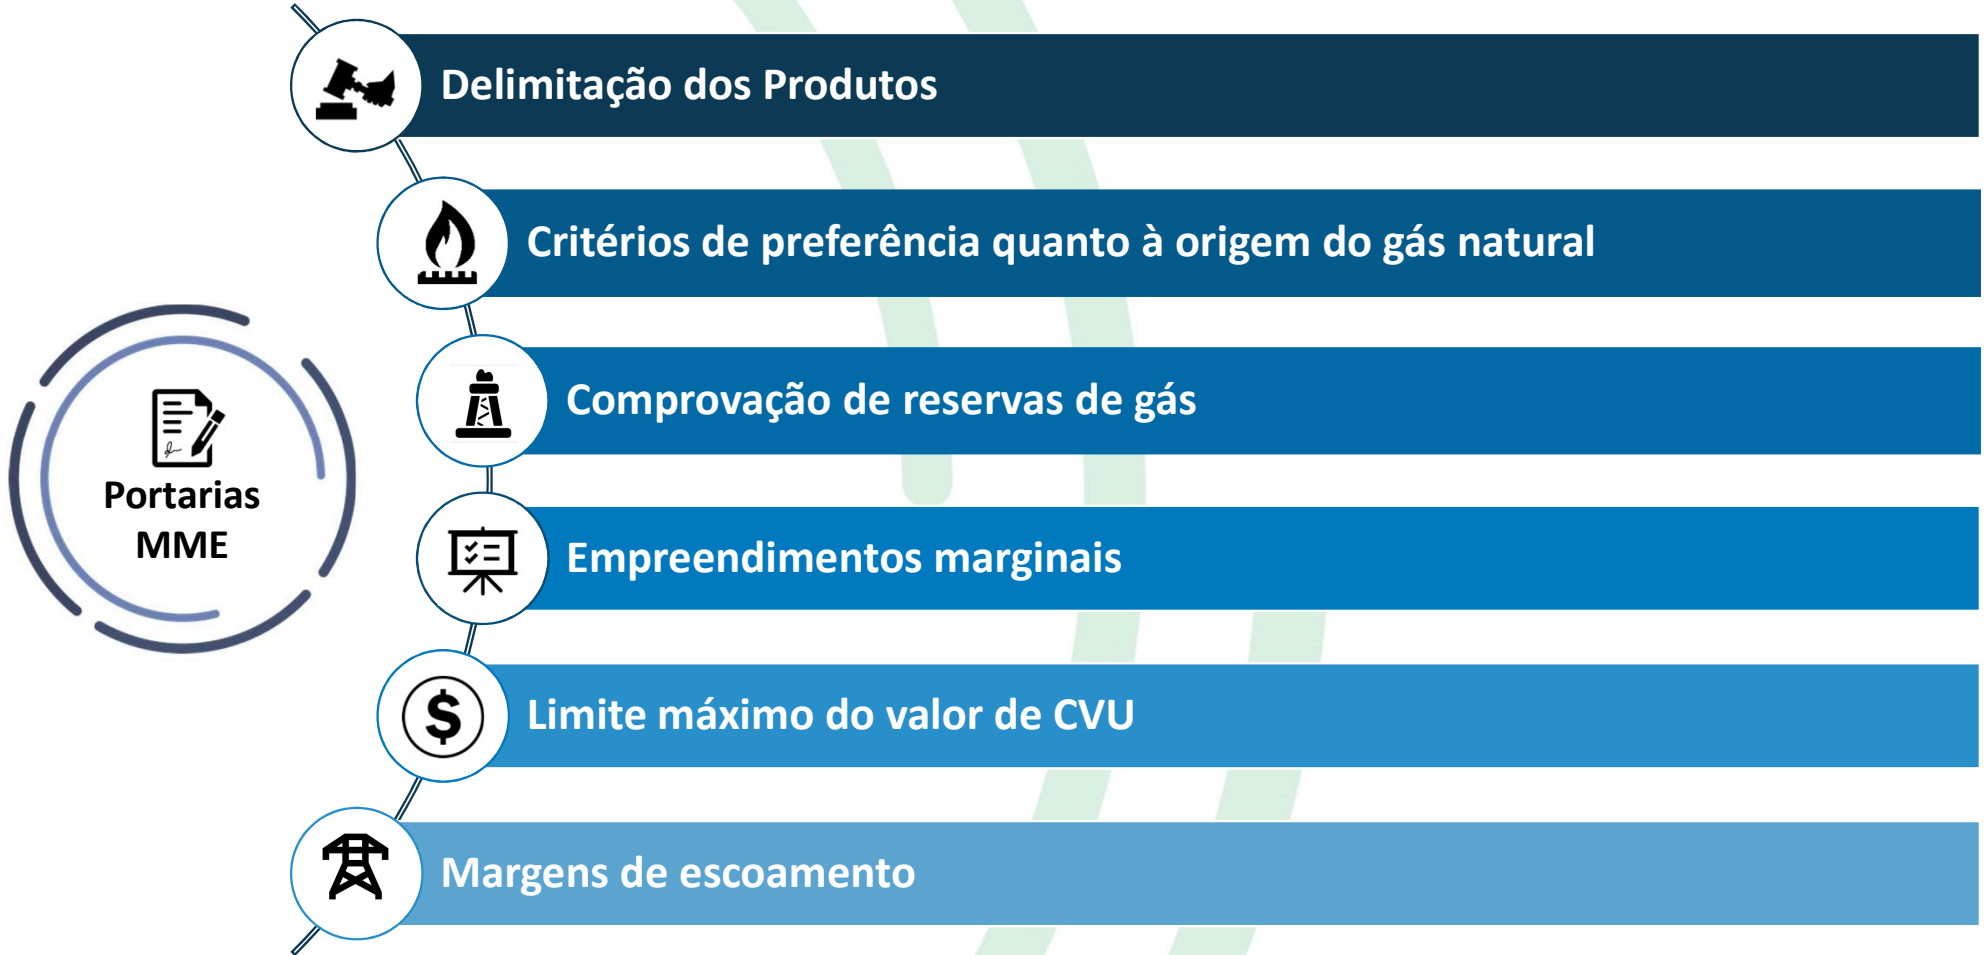 Delimitação dos Produtos
Critérios de preferência quanto à origem do gás natural
Comprovação de reservas de gás
Portarias
MME
Empreendimentos marginais
Limite máximo do valor de CVU
Margens de escoamento